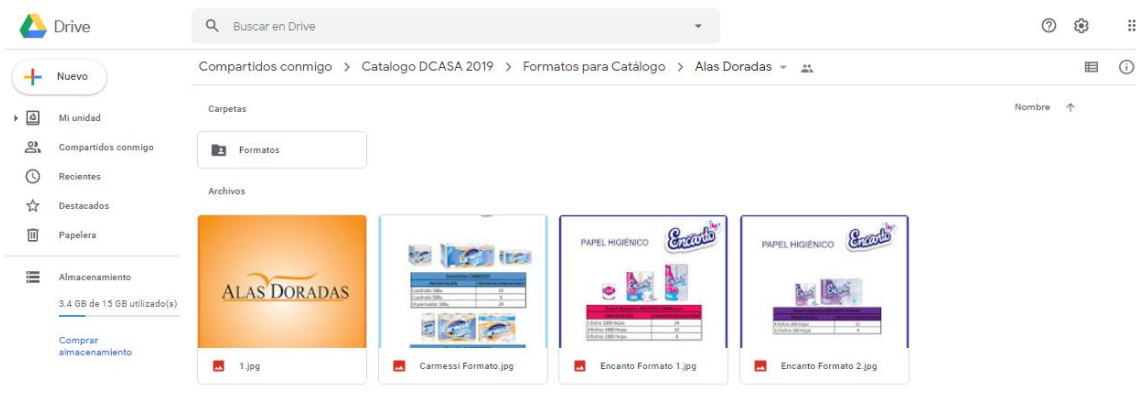 Drive
Buscar en Drive
Nuevo
Compartidos conmigo > Catalogo DCASA 2019 > Formatos para Catálogo > Alas Doradas
Mi unidad
Compartidos conmigo
Recientes
Destacados
Papelera
Almacenamiento
3.4 GB de 15 GB utilizado(s)
Comprar
almacenamiento
Carpetas
Nombre
Formatos
Archivos
ALAS DORADAS
PAPEL HIGIÉNICO
Encanto
PAPEL HIGIÉNICO
Encanto
1.jpg
Carmessi Formato.jpg
Encanto Formato 1.jpg
Encanto Formato 2.jpg